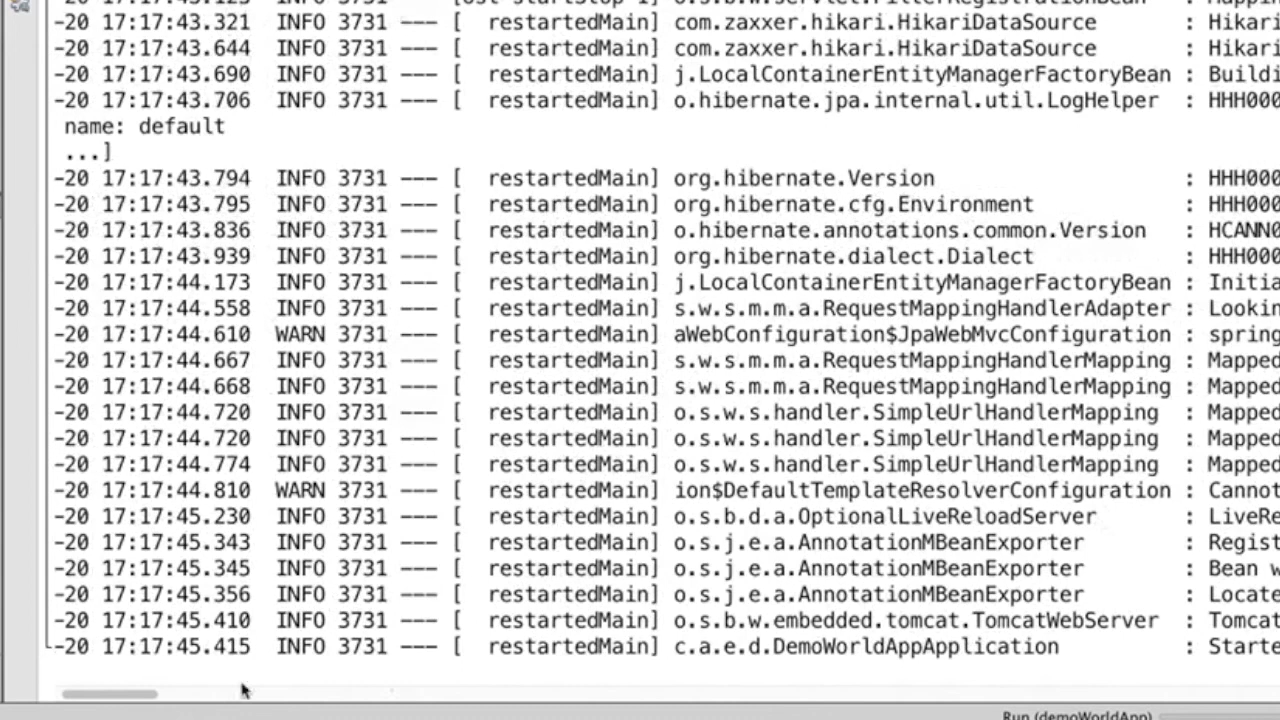 -20 17:17:43.321  INFO 3731 --- [  restartedMain] com.zaxxer.hikari.HikariDataSource       : Hikari
-20 17:17:43.644  INFO 3731 --- [  restartedMain] com.zaxxer.hikari.HikariDataSource       : Hikari
-20 17:17:43.690  INFO 3731 --- [  restartedMain] j.LocalContainerEntityManagerFactoryBean : Buildi
-20 17:17:43.706  INFO 3731 --- [  restartedMain] o.hibernate.jpa.internal.util.LogHelper  : HHH000
name: default
...]
-20 17:17:43.794  INFO 3731 --- [  restartedMain] org.hibernate.Version                    : HHH000
-20 17:17:43.795  INFO 3731 --- [  restartedMain] org.hibernate.cfg.Environment            : HHH000
-20 17:17:43.836  INFO 3731 --- [  restartedMain] o.hibernate.annotations.common.Version   : HCANN0
-20 17:17:43.939  INFO 3731 --- [  restartedMain] org.hibernate.dialect.Dialect            : HHH000
-20 17:17:44.173  INFO 3731 --- [  restartedMain] j.LocalContainerEntityManagerFactoryBean : Initia
-20 17:17:44.558  INFO 3731 --- [  restartedMain] s.w.s.m.m.a.RequestMappingHandlerAdapter : Lookin
-20 17:17:44.610  WARN 3731 --- [  restartedMain] aWebConfiguration$JpaWebMvcConfiguration : spring
-20 17:17:44.667  INFO 3731 --- [  restartedMain] s.w.s.m.m.a.RequestMappingHandlerMapping : Mapped
-20 17:17:44.668  INFO 3731 --- [  restartedMain] s.w.s.m.m.a.RequestMappingHandlerMapping : Mapped
-20 17:17:44.720  INFO 3731 --- [  restartedMain] o.s.w.s.handler.SimpleUrlHandlerMapping  : Mapped
-20 17:17:44.720  INFO 3731 --- [  restartedMain] o.s.w.s.handler.SimpleUrlHandlerMapping  : Mapped
-20 17:17:44.774  INFO 3731 --- [  restartedMain] o.s.w.s.handler.SimpleUrlHandlerMapping  : Mapped
-20 17:17:44.810  WARN 3731 --- [  restartedMain] ion$DefaultTemplateResolverConfiguration : Cannot
-20 17:17:45.230  INFO 3731 --- [  restartedMain] o.s.b.d.a.OptionalLiveReloadServer       : LiveRe
-20 17:17:45.343  INFO 3731 --- [  restartedMain] o.s.j.e.a.AnnotationMBeanExporter        : Regist
-20 17:17:45.345  INFO 3731 --- [  restartedMain] o.s.j.e.a.AnnotationMBeanExporter        : Bean w
-20 17:17:45.356  INFO 3731 --- [  restartedMain] o.s.j.e.a.AnnotationMBeanExporter        : Locate
-20 17:17:45.410  INFO 3731 --- [  restartedMain] o.s.b.w.embedded.tomcat.TomcatWebServer  : Tomcat
-20 17:17:45.415  INFO 3731 --- [  restartedMain] c.a.e.d.DemoWorldAppApplication          : Starte
Run (demoWorldApp)